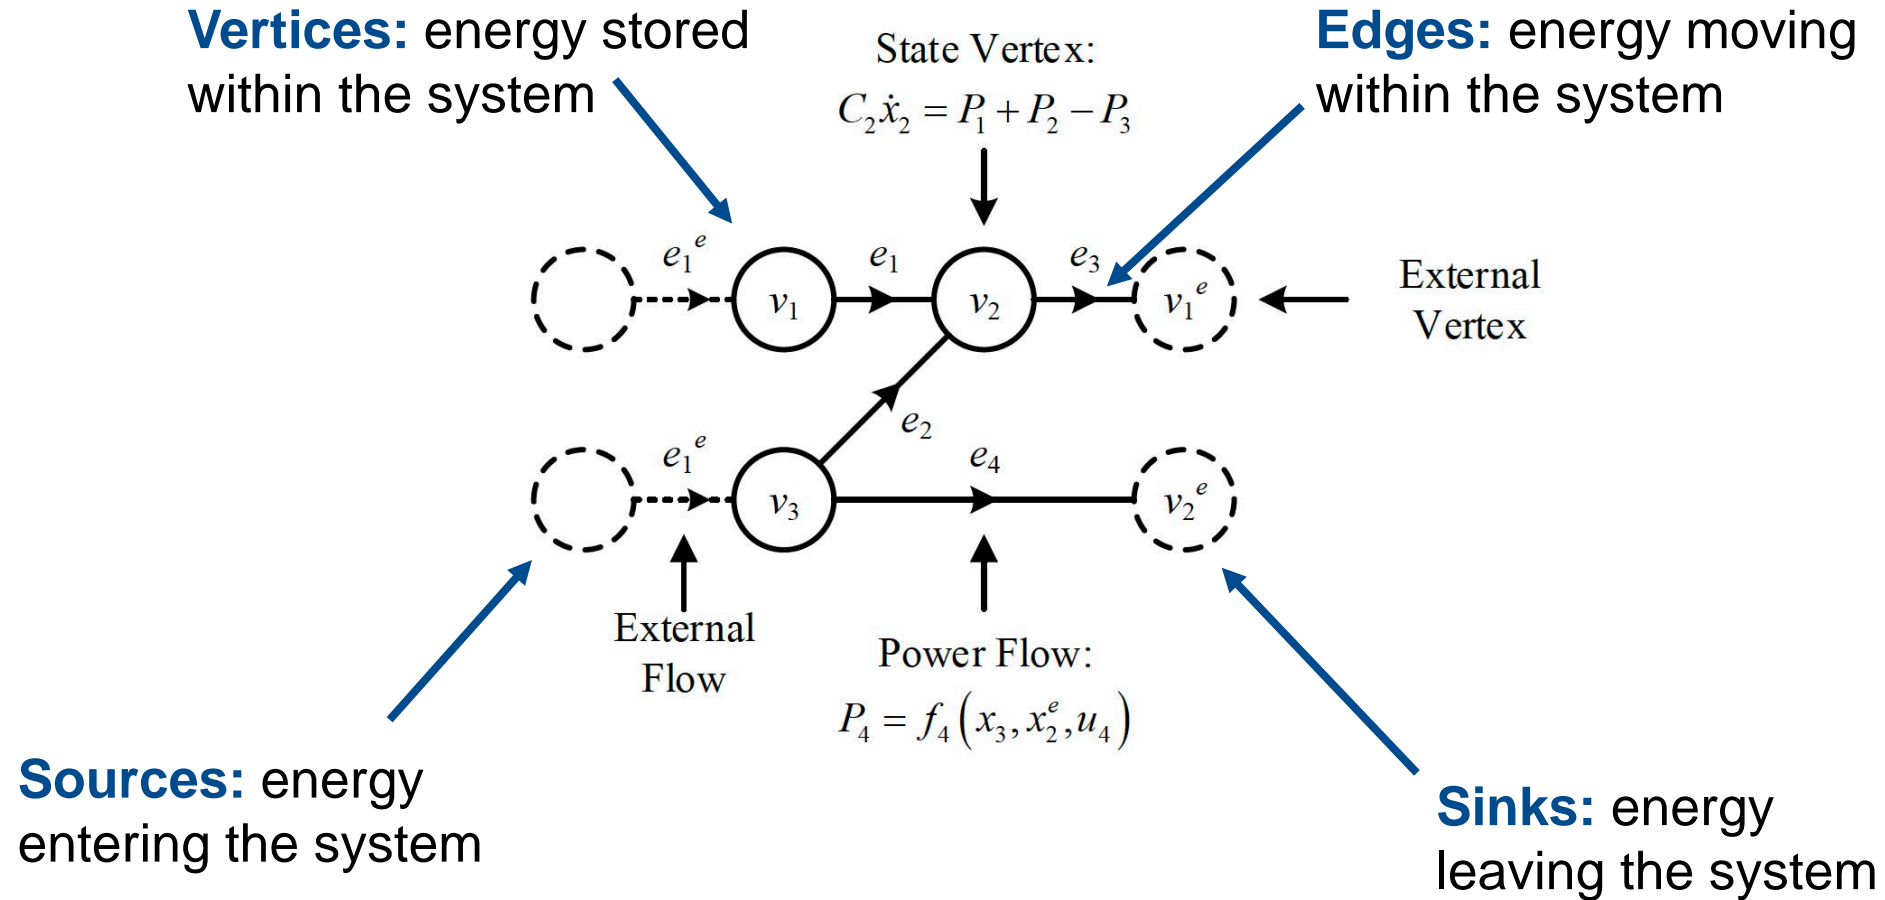 Vertices: energy stored
within the system
State Vertex:
C₂ẋ₂ = P₁ + P₂ − P₃
Edges: energy moving
within the system
e₁ᵉ
e₁
e₃
v₁
v₂
v₁ᵉ
External
Vertex
e₂
e₁ᵉ
e₄
v₃
v₂ᵉ
External
Flow
Power Flow:
P₄ = f₄(x₃, x₂ᵉ, u₄)
Sources: energy
entering the system
Sinks: energy
leaving the system